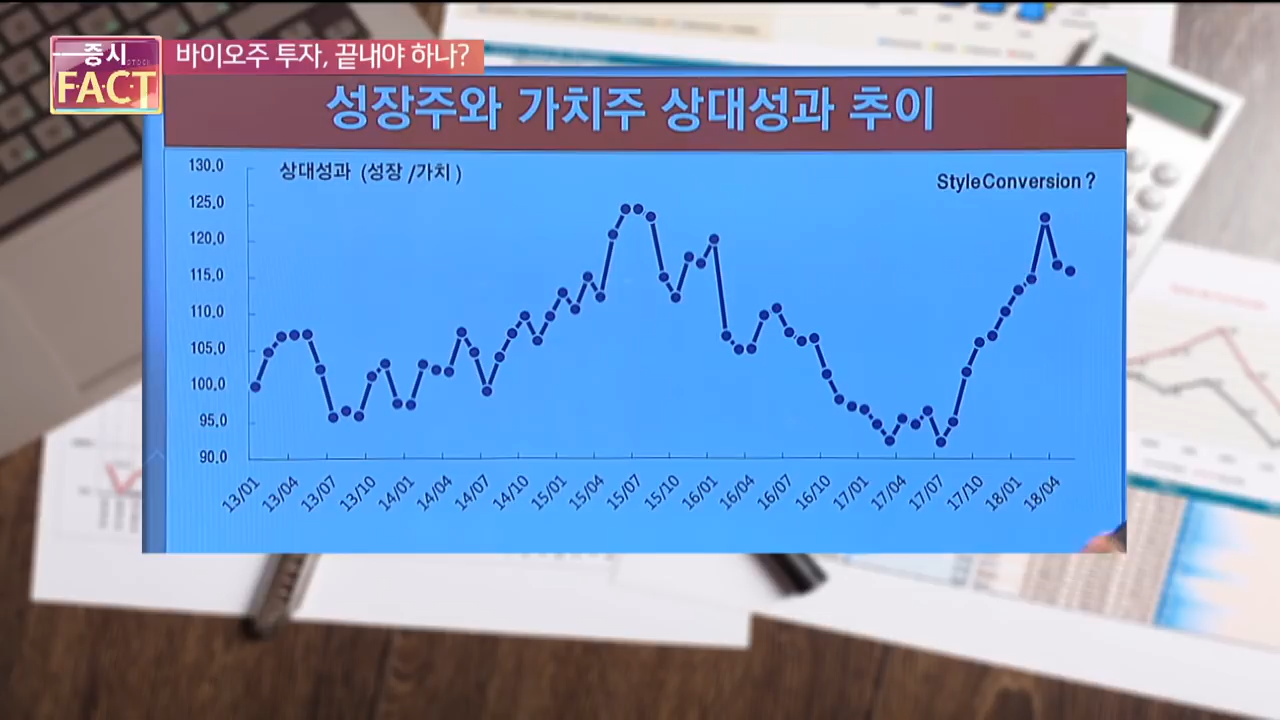 증시
STOCK
FACT
바이오주 투자, 끝내야 하나?
성장주와 가치주 상대성과 추이
상대성과 (성장 /가치 )
StyleConversion ?
130.0
125.0
120.0
115.0
110.0
105.0
100.0
95.0
90.0
13/01 13/04 13/07 13/10 14/01 14/04 14/07 14/10 15/01 15/04 15/07 15/10 16/01 16/04 16/07 16/10 17/01 17/04 17/07 17/10 18/01 18/04